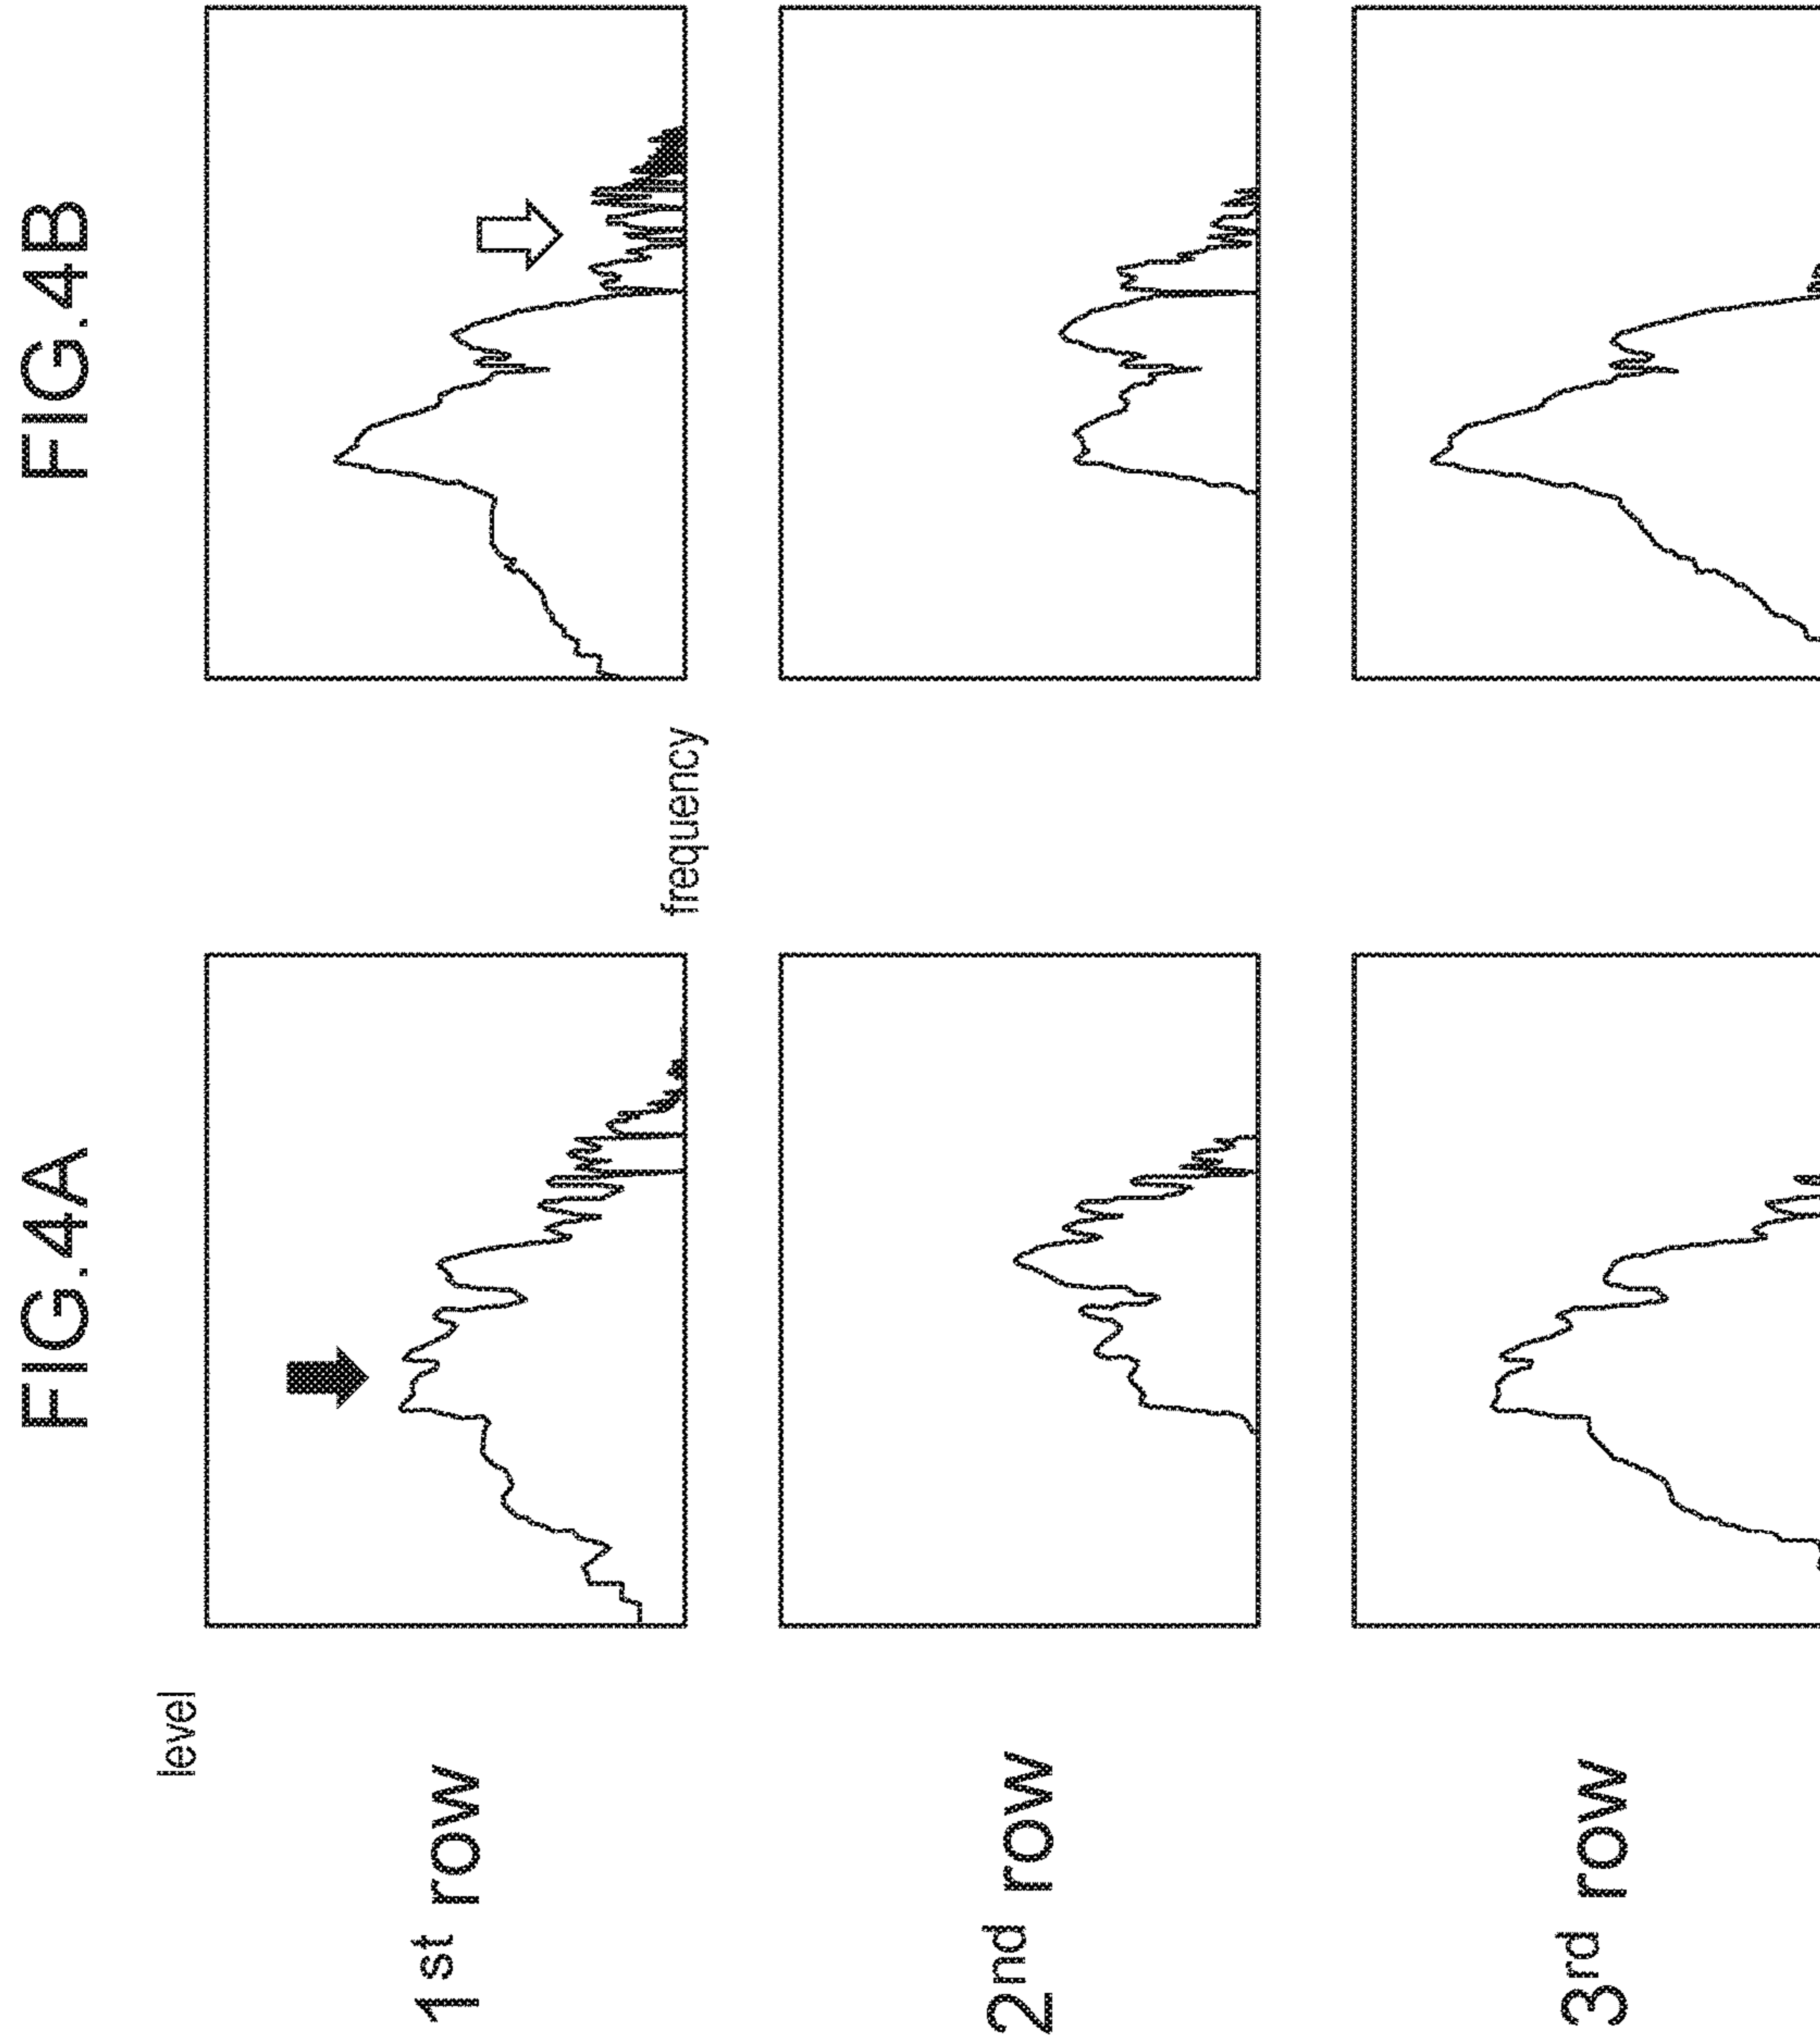 FIG.4A
FIG.4B
level
1st row
frequency
2nd row
3rd row